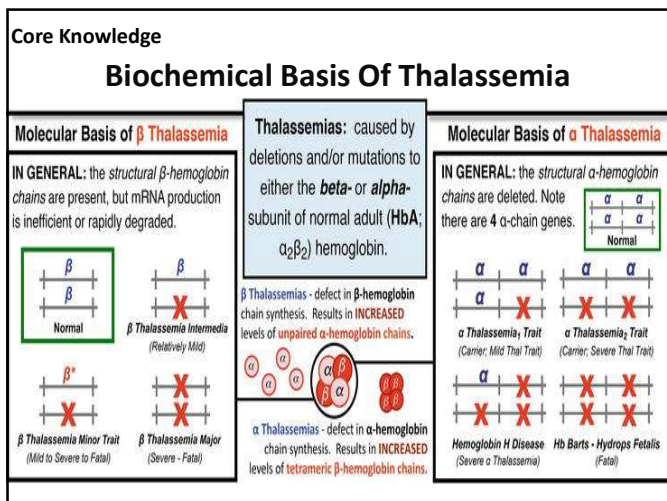 Core Knowledge
Biochemical Basis Of Thalassemia
Molecular Basis of β Thalassemia
IN GENERAL: the structural β-hemoglobin
chains are present, but mRNA production
is inefficient or rapidly degraded.
β
β
Normal
β
β Thalassemia Intermedia
(Relatively Mild)
β*
β Thalassemia Minor Trait
(Mild to Severe to Fatal)
β Thalassemia Major
(Severe - Fatal)
Thalassemias: caused by
deletions and/or mutations to
either the beta- or alpha-
subunit of normal adult (HbA;
α₂β₂) hemoglobin.
β Thalassemias - defect in β-hemoglobin
chain synthesis. Results in INCREASED
levels of unpaired α-hemoglobin chains.
α α
α α
α β
β α
β β
β β
α Thalassemias - defect in α-hemoglobin
chain synthesis. Results in INCREASED
levels of tetrameric β-hemoglobin chains.
Molecular Basis of α Thalassemia
IN GENERAL: the structural α-hemoglobin
chains are deleted. Note
there are 4 α-chain genes.
α α
α α
Normal
α α
α
α Thalassemia₁ Trait
(Carrier; Mild Thal Trait)
α α
α Thalassemia₂ Trait
(Carrier; Severe Thal Trait)
α
Hemoglobin H Disease
(Severe α Thalassemia)
Hb Barts - Hydrops Fetalis
(Fatal)